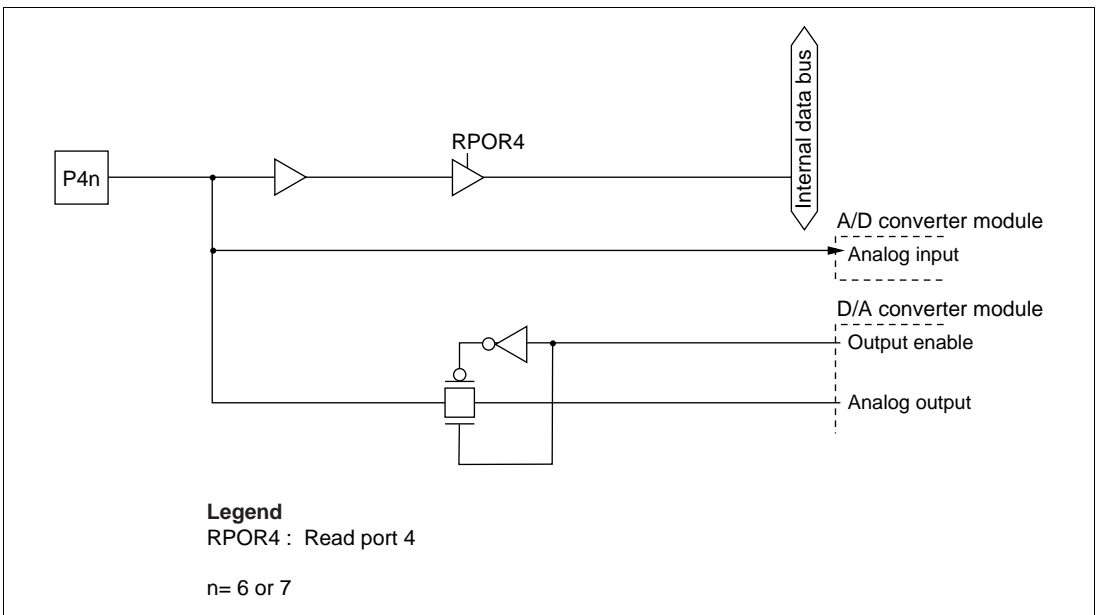 Internal data bus
RPOR4
P4n
A/D converter module
Analog input
D/A converter module
Output enable
Analog output
Legend
RPOR4 : Read port 4
n= 6 or 7